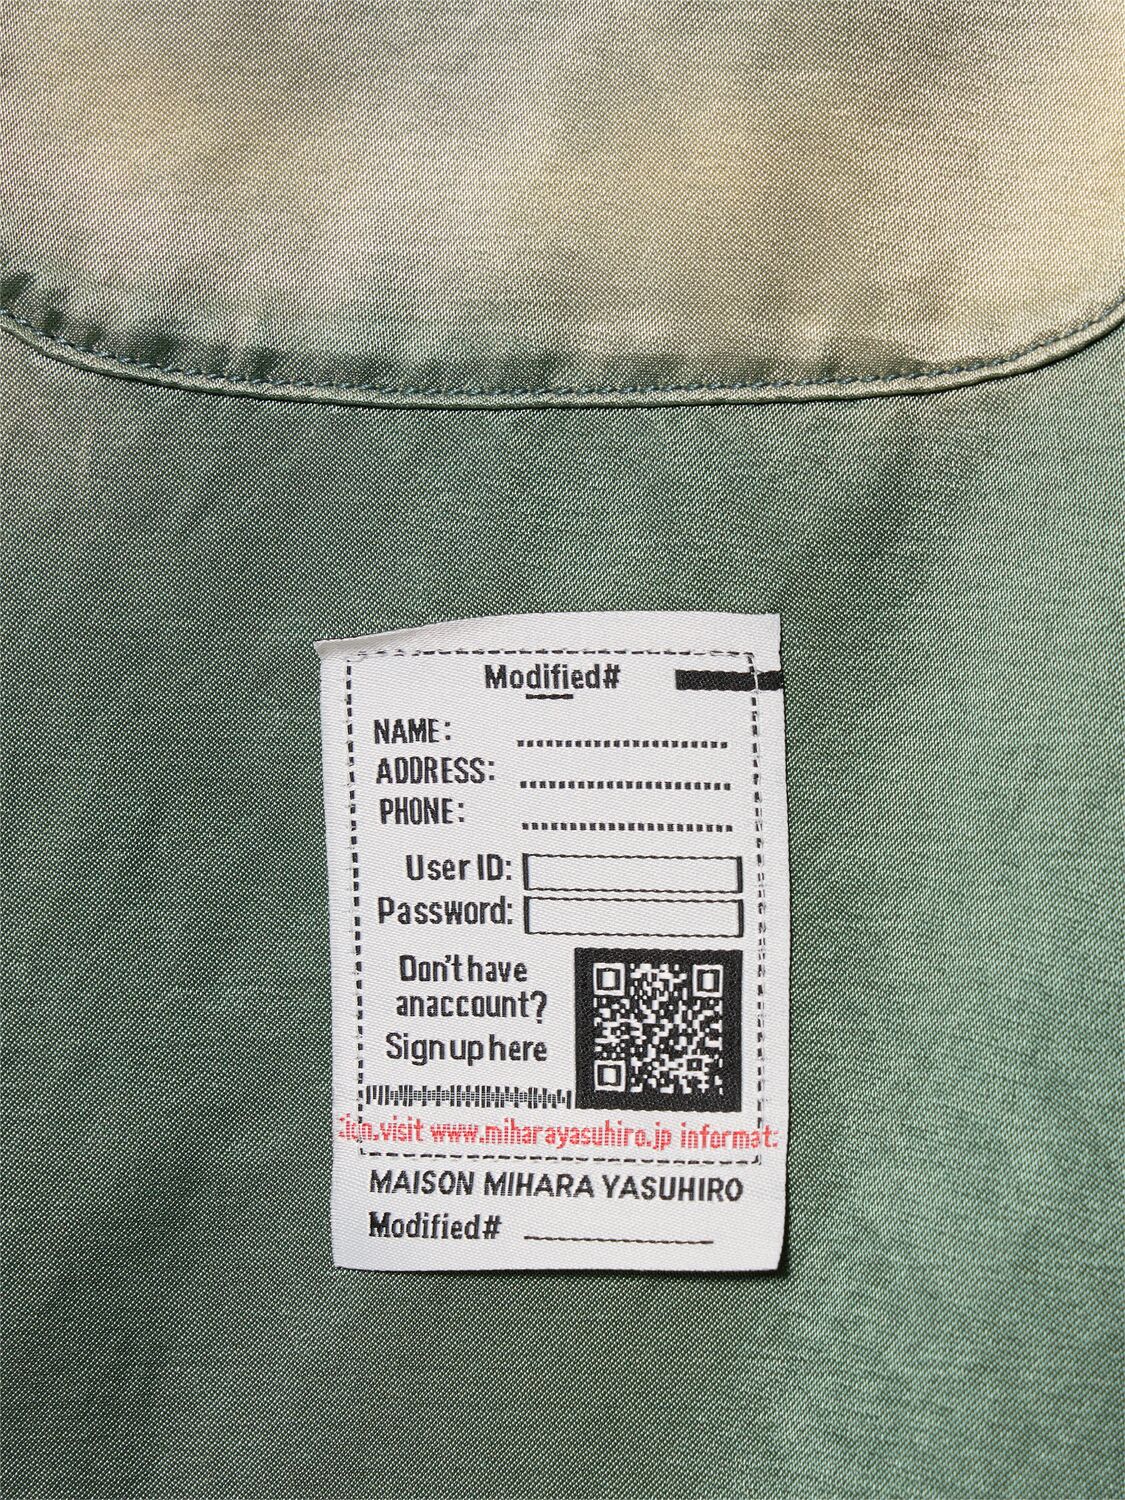 Modified#
NAME:
ADDRESS:
PHONE:
User ID:
Password:
Don't have
anaccount?
Sign up here
visit www.miharayasuhiro.jp informat
MAISON MIHARA YASUHIRO
Modified#